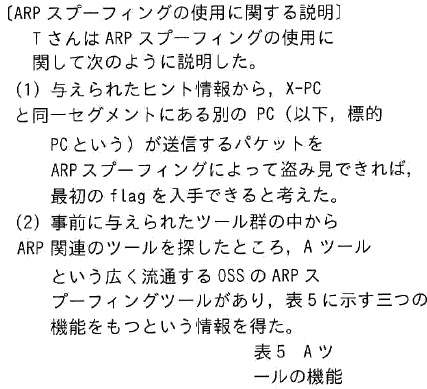 〔ARP スプーフィングの使用に関する説明〕
T さんは ARP スプーフィングの使用に
関して次のように説明した。
(1) 与えられたヒント情報から，X-PC
と同一セグメントにある別の PC（以下，標的
PC という）が送信するパケットを
ARP スプーフィングによって盗み見できれば，
最初の flag を入手できると考えた。
(2) 事前に与えられたツール群の中から
ARP 関連のツールを探したところ，A ツール
という広く流通する OSS の ARP ス
プーフィングツールがあり，表 5 に示す三つの
機能をもつという情報を得た。
表 5 A ツ
ールの機能